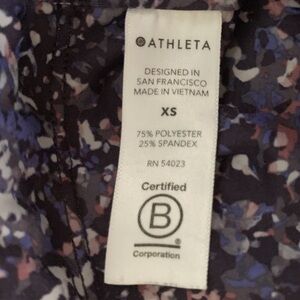 ATHLETA
DESIGNED IN
SAN FRANCISCO
MADE IN VIETNAM
XS
75% POLYESTER
25% SPANDEX
RN 54023
Certified
B
Corporation